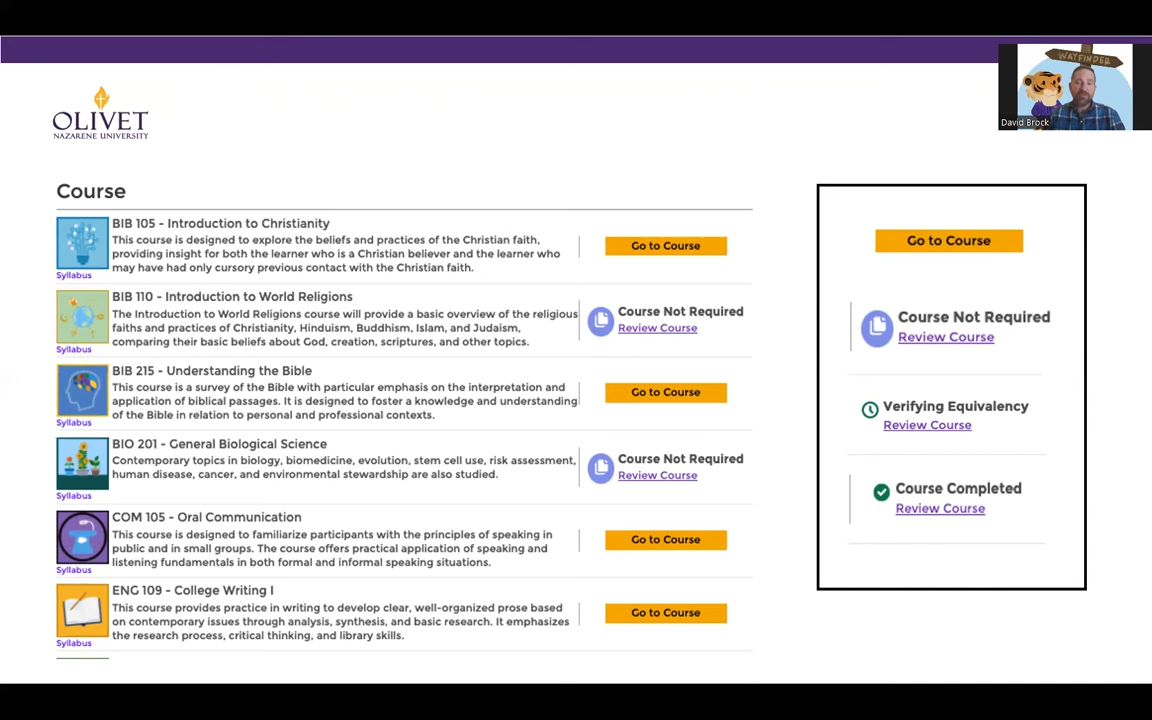 WAYFINDER
David Brock
OLIVET
NAZARENE UNIVERSITY
Course
BIB 105 - Introduction to Christianity
This course is designed to explore the beliefs and practices of the Christian faith,
providing insight for both the learner who is a Christian believer and the learner who
may have had only cursory previous contact with the Christian faith.
Syllabus
Go to Course
BIB 110 - Introduction to World Religions
The Introduction to World Religions course will provide a basic overview of the religious
faiths and practices of Christianity, Hinduism, Buddhism, Islam, and Judaism,
comparing their basic beliefs about God, creation, scriptures, and other topics.
Syllabus
Course Not Required
Review Course
BIB 215 - Understanding the Bible
This course is a survey of the Bible with particular emphasis on the interpretation and
application of biblical passages. It is designed to foster a knowledge and understanding
of the Bible in relation to personal and professional contexts.
Syllabus
Go to Course
BIO 201 - General Biological Science
Contemporary topics in biology, biomedicine, evolution, stem cell use, risk assessment,
human disease, cancer, and environmental stewardship are also studied.
Syllabus
Course Not Required
Review Course
COM 105 - Oral Communication
This course is designed to familiarize participants with the principles of speaking in
public and in small groups. The course offers practical application of speaking and
listening fundamentals in both formal and informal speaking situations.
Syllabus
Go to Course
ENG 109 - College Writing I
This course provides practice in writing to develop clear, well-organized prose based
on contemporary issues through analysis, synthesis, and basic research. It emphasizes
the research process, critical thinking, and library skills.
Syllabus
Go to Course
Go to Course
Course Not Required
Review Course
Verifying Equivalency
Review Course
Course Completed
Review Course